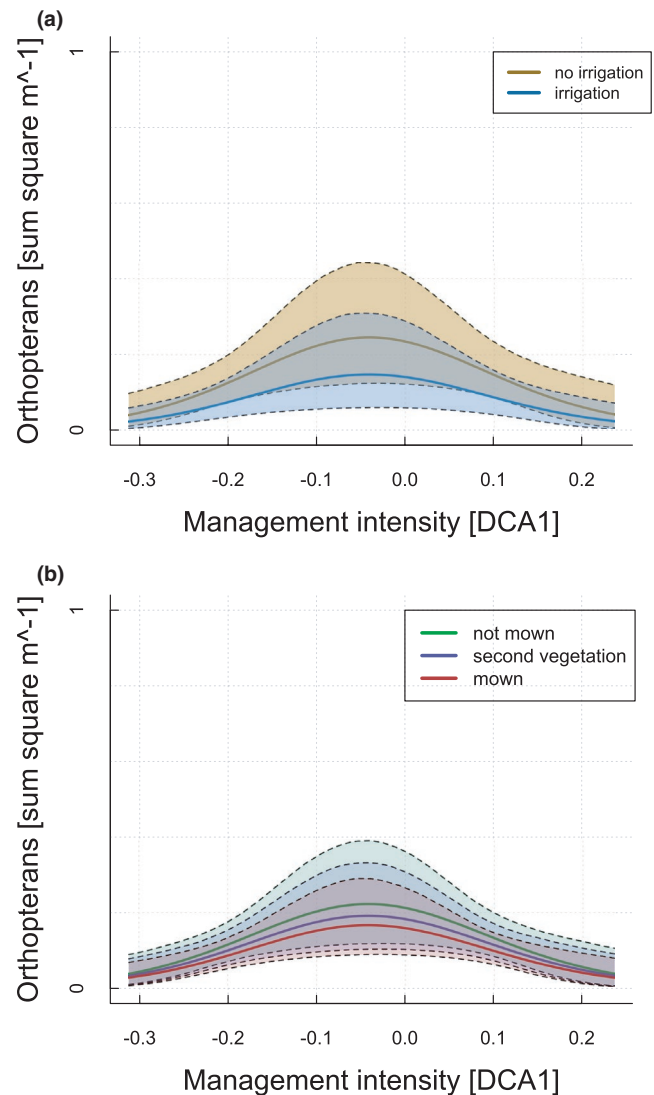 (a)
Orthopterans [sum square m^-1]
1
0
no irrigation
irrigation
-0.3 -0.2 -0.1 0.0 0.1 0.2
Management intensity [DCA1]
(b)
Orthopterans [sum square m^-1]
1
0
not mown
second vegetation
mown
-0.3 -0.2 -0.1 0.0 0.1 0.2
Management intensity [DCA1]